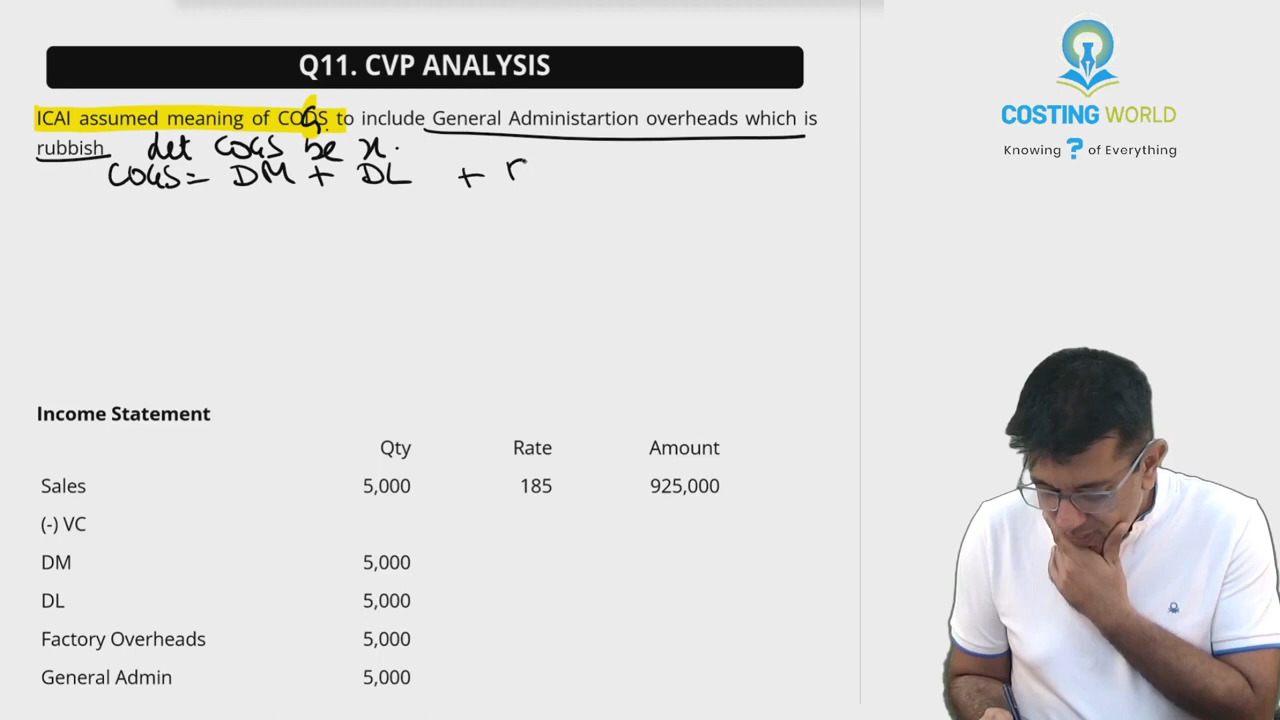 Q11. CVP ANALYSIS
ICAI assumed meaning of COGS to include General Administartion overheads which is
rubbish let COGS be x.
COGS = DM + DL + r
COSTING WORLD
Knowing ? of Everything
Income Statement
Qty Rate Amount
Sales 5,000 185 925,000
(-) VC
DM 5,000
DL 5,000
Factory Overheads 5,000
General Admin 5,000